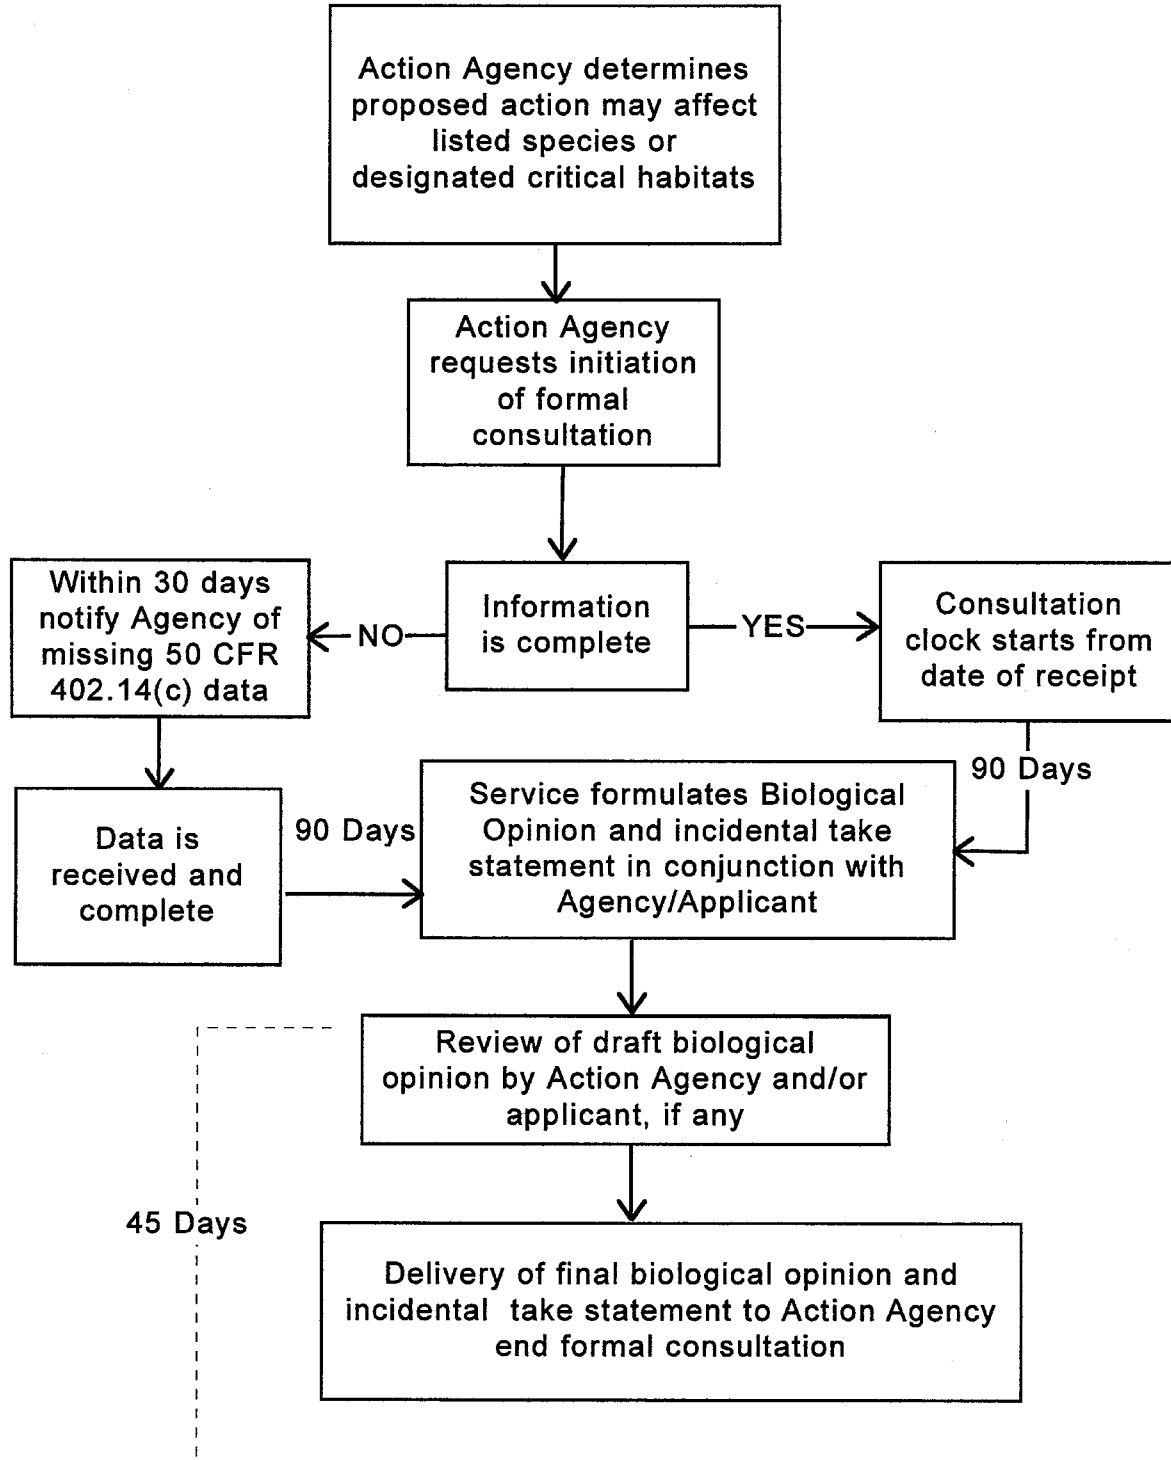 Action Agency determines
proposed action may affect
listed species or
designated critical habitats
Action Agency
requests initiation
of formal
consultation
Within 30 days
notify Agency of
missing 50 CFR
402.14(c) data
NO
Information
is complete
YES
Consultation
clock starts from
date of receipt
90 Days
Data is
received and
complete
90 Days
Service formulates Biological
Opinion and incidental take
statement in conjunction with
Agency/Applicant
Review of draft biological
opinion by Action Agency and/or
applicant, if any
45 Days
Delivery of final biological opinion and
incidental take statement to Action Agency
end formal consultation